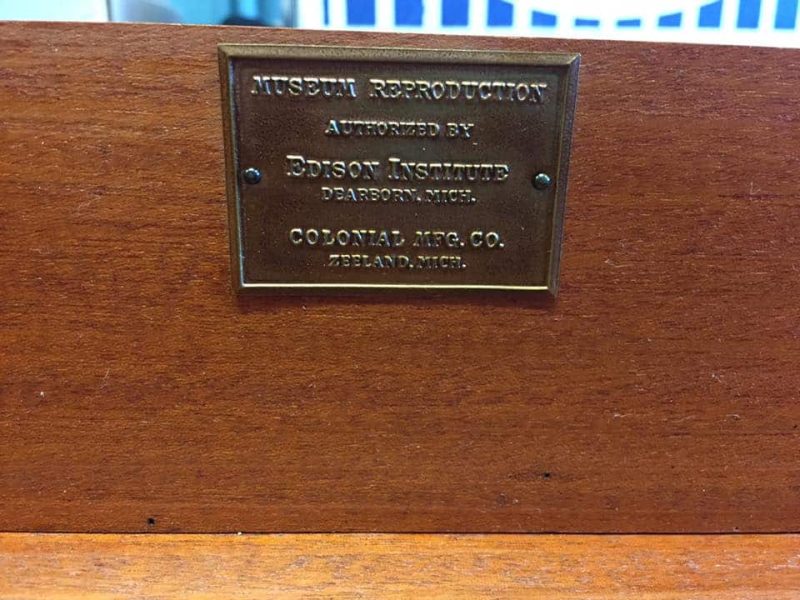 MUSEUM REPRODUCTION
AUTHORIZED BY
EDISON INSTITUTE
DEARBORN, MICH.
COLONIAL MFG. CO.
ZEELAND, MICH.